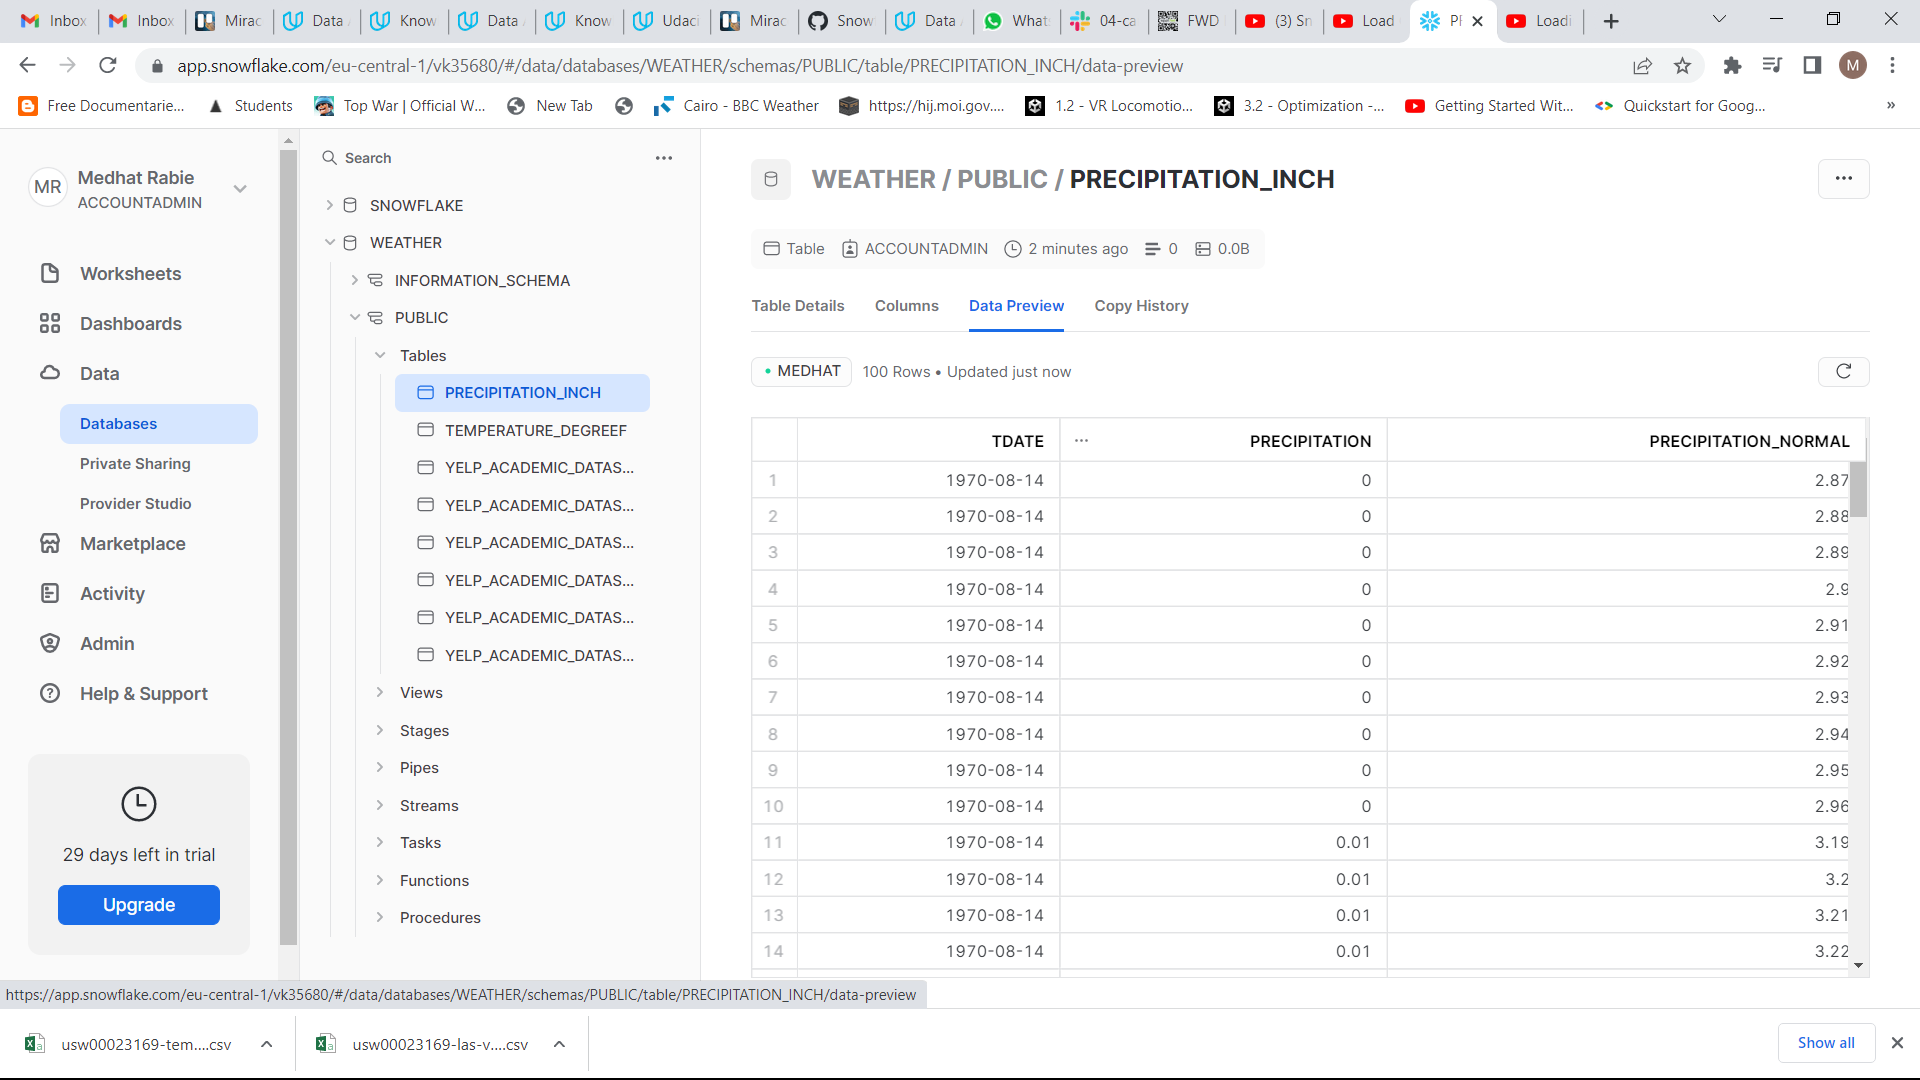 Inbox
Inbox
Mirac
Data
Know
Data
Know
Udaci
Mirac
Snow
Data
What
04-ca
FWD
(3) Sn
Load
Loadi
app.snowflake.com/eu-central-1/vk35680/#/data/databases/WEATHER/schemas/PUBLIC/table/PRECIPITATION_INCH/data-preview
M
Free Documentarie...
Students
Top War | Official W...
New Tab
Cairo - BBC Weather
https://hij.moi.gov....
1.2 - VR Locomotio...
3.2 - Optimization -...
Getting Started Wit...
Quickstart for Goog...
»
MR
Medhat Rabie
ACCOUNTADMIN
Worksheets
Dashboards
Data
Databases
Private Sharing
Provider Studio
Marketplace
Activity
Admin
Help & Support
29 days left in trial
Upgrade
Search
SNOWFLAKE
WEATHER
INFORMATION_SCHEMA
PUBLIC
Tables
PRECIPITATION_INCH
TEMPERATURE_DEGREEF
YELP_ACADEMIC_DATAS...
YELP_ACADEMIC_DATAS...
YELP_ACADEMIC_DATAS...
YELP_ACADEMIC_DATAS...
YELP_ACADEMIC_DATAS...
YELP_ACADEMIC_DATAS...
Views
Stages
Pipes
Streams
Tasks
Functions
Procedures
WEATHER / PUBLIC / PRECIPITATION_INCH
Table ACCOUNTADMIN 2 minutes ago 0 0.0B
Table Details Columns Data Preview Copy History
MEDHAT 100 Rows • Updated just now
TDATE PRECIPITATION PRECIPITATION_NORMAL
1 1970-08-14 0 2.87
2 1970-08-14 0 2.88
3 1970-08-14 0 2.89
4 1970-08-14 0 2.9
5 1970-08-14 0 2.91
6 1970-08-14 0 2.92
7 1970-08-14 0 2.93
8 1970-08-14 0 2.94
9 1970-08-14 0 2.95
10 1970-08-14 0 2.96
11 1970-08-14 0.01 3.19
12 1970-08-14 0.01 3.2
13 1970-08-14 0.01 3.21
14 1970-08-14 0.01 3.22
https://app.snowflake.com/eu-central-1/vk35680/#/data/databases/WEATHER/schemas/PUBLIC/table/PRECIPITATION_INCH/data-preview
usw00023169-tem....csv
usw00023169-las-v....csv
Show all